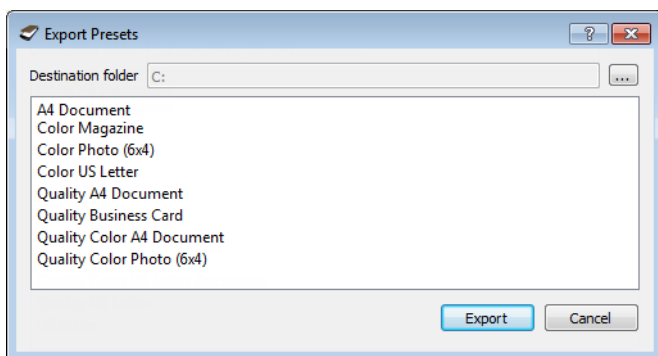 Export Presets
?
Destination folder C: ...
A4 Document
Color Magazine
Color Photo (6x4)
Color US Letter
Quality A4 Document
Quality Business Card
Quality Color A4 Document
Quality Color Photo (6x4)
Export Cancel